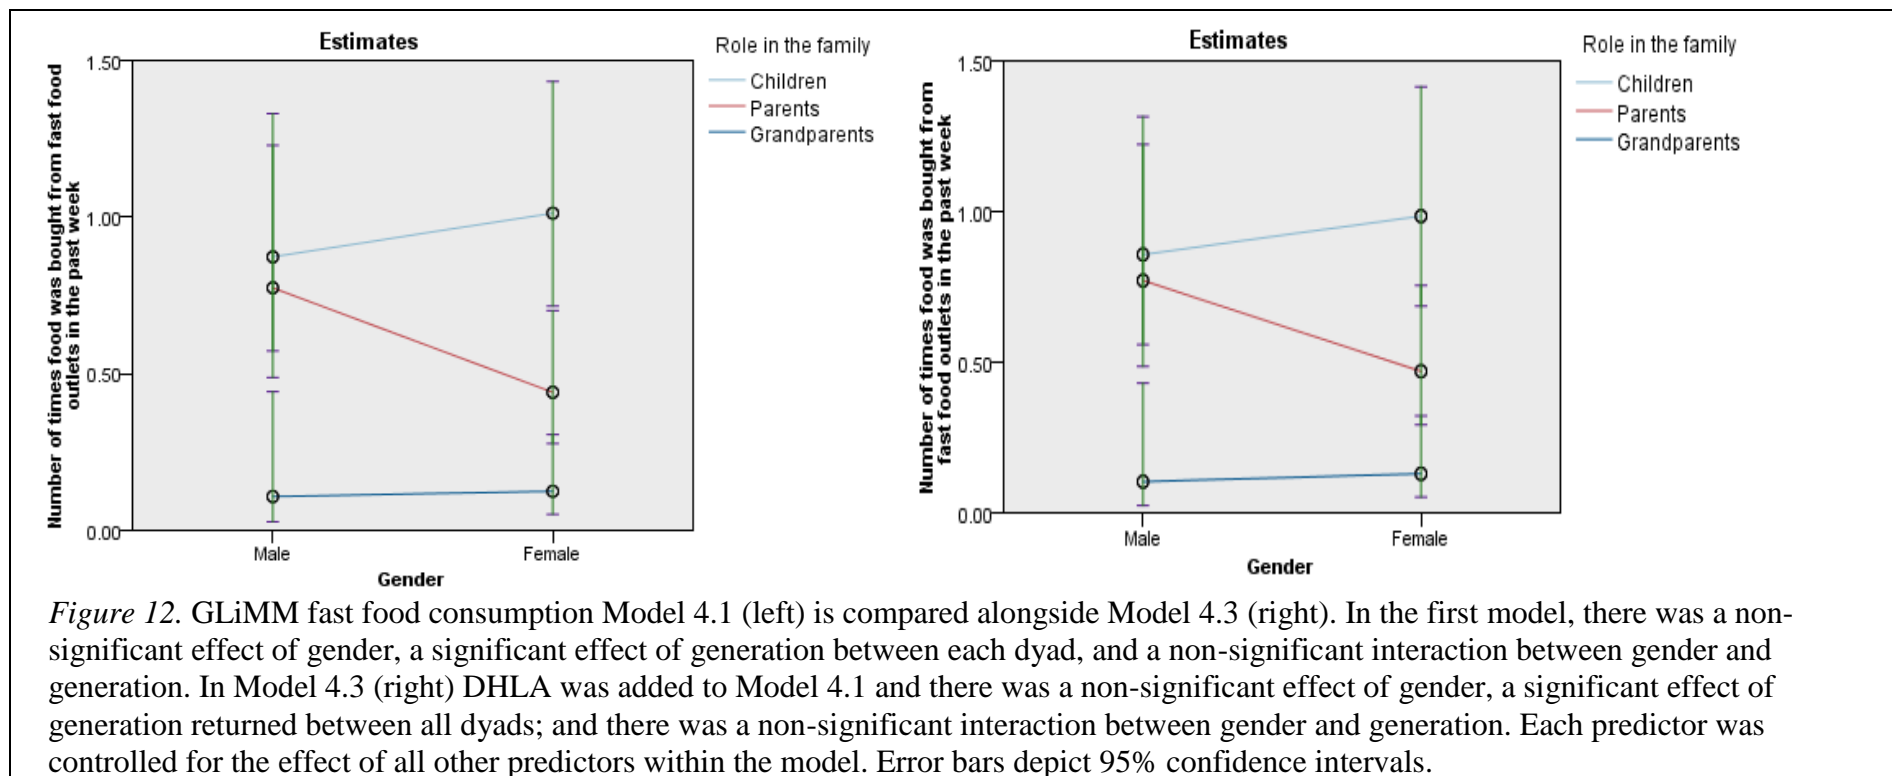 Estimates
Role in the family
Children
Parents
Grandparents
Number of times food was bought from fast food
outlets in the past week
1.50
1.00
0.50
0.00
Male
Female
Gender
Estimates
Role in the family
Children
Parents
Grandparents
Number of times food was bought from
fast food outlets in the past week
1.50
1.00
0.50
0.00
Male
Female
Gender
Figure 12. GLiMM fast food consumption Model 4.1 (left) is compared alongside Model 4.3 (right). In the first model, there was a non-
significant effect of gender, a significant effect of generation between each dyad, and a non-significant interaction between gender and
generation. In Model 4.3 (right) DHLA was added to Model 4.1 and there was a non-significant effect of gender, a significant effect of
generation returned between all dyads; and there was a non-significant interaction between gender and generation. Each predictor was
controlled for the effect of all other predictors within the model. Error bars depict 95% confidence intervals.